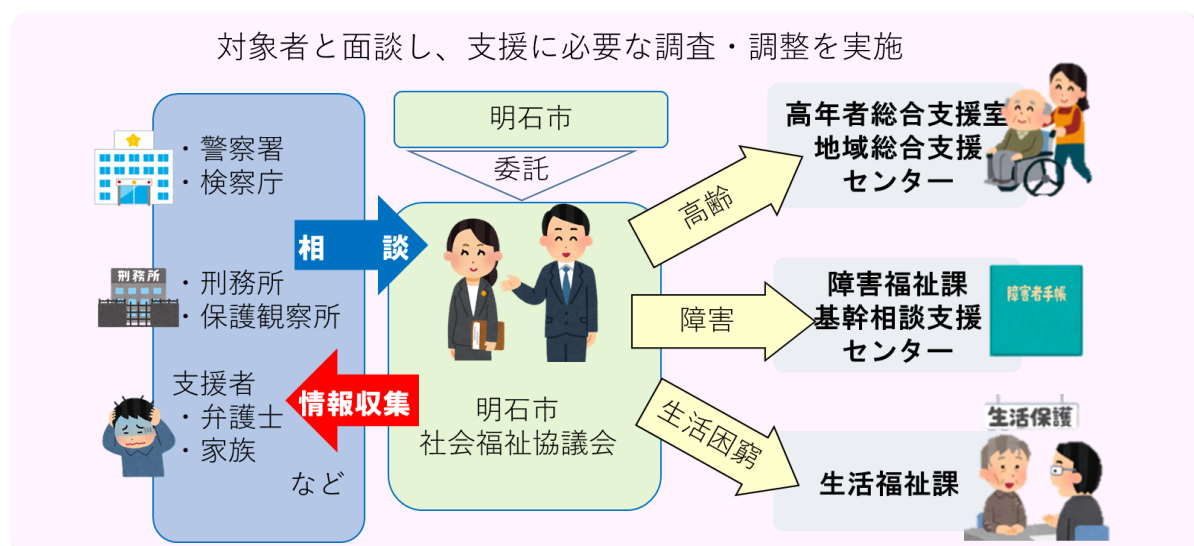 対象者と面談し、支援に必要な調査・調整を実施
・警察署
・検察庁
刑務所
・刑務所
・保護観察所
支援者
・弁護士
・家族
など
相談
情報収集
明石市
委託
明石市
社会福祉協議会
高齢
障害
生活困窮
高年者総合支援室
地域総合支援
センター
障害福祉課
基幹相談支援
センター
障害者手帳
生活保護
生活福祉課